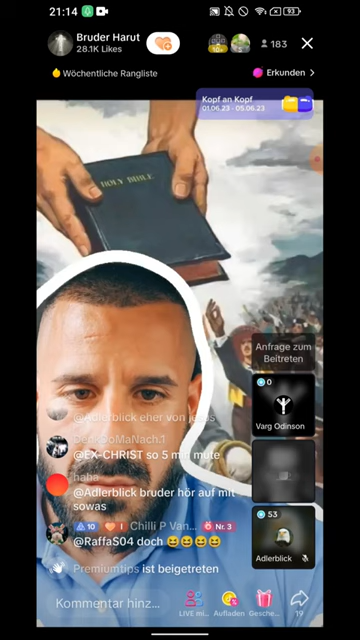 21:14
93
Bruder Harut
28.1K Likes
10+
183
Wöchentliche Rangliste
Erkunden
Kopf an Kopf
01.06.23 - 05.06.23
HOLY BIBLE
Anfrage zum
Beitreten
0
Varg Odinson
@Adlerblick eher von jesus
@EX-CHRIST so 5 min mute
haha
@Adlerblick bruder hör auf mit
sowas
53
Adlerblick
10 I Chilli P Van... Nr. 3
@RaffaS04 doch
Premiumtips ist beigetreten
Kommentar hinz...
LIVE mi...
Aufladen
Gesche...
19